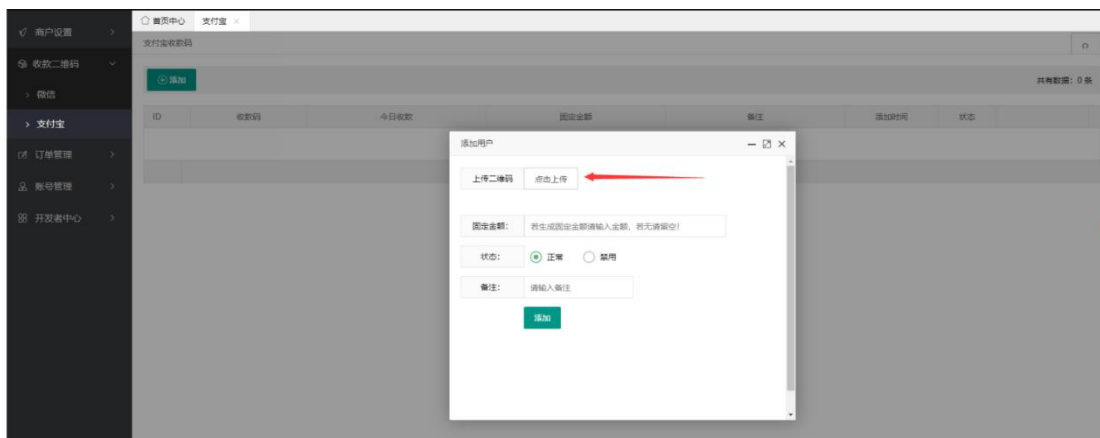 首页中心 支付宝 ×
商户设置
支付宝收款码
收款二维码
添加
共有数据：0 条
微信
ID 收款码 今日收款 固定金额 备注 添加时间 状态
支付宝
添加用户
订单管理
上传二维码 点击上传
账号管理
开发者中心
固定金额： 若生成固定金额请输入金额，若无请留空！
状态： 正常 禁用
备注： 请输入备注
添加